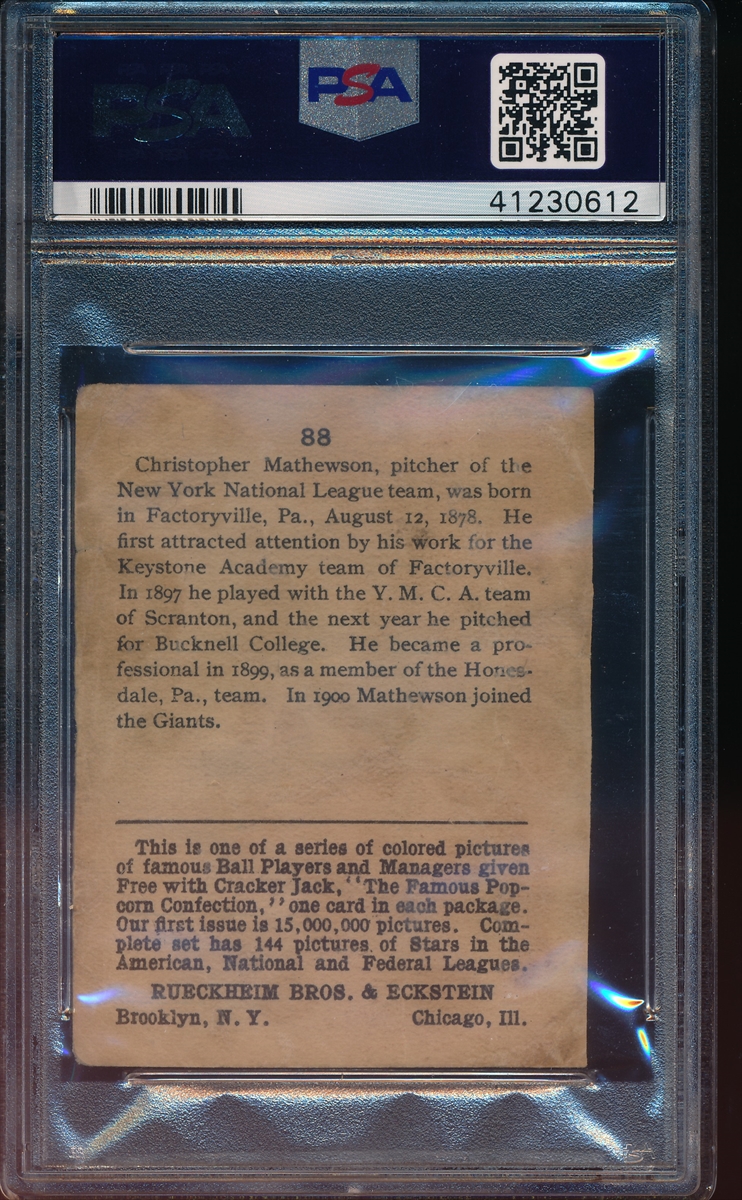 PSA
PSA
41230612
88
Christopher Mathewson, pitcher of the
New York National League team, was born
in Factoryville, Pa., August 12, 1878. He
first attracted attention by his work for the
Keystone Academy team of Factoryville.
In 1897 he played with the Y. M. C. A. team
of Scranton, and the next year he pitched
for Bucknell College. He became a pro-
fessional in 1899, as a member of the Hones-
dale, Pa., team. In 1900 Mathewson joined
the Giants.
This is one of a series of colored pictures
of famous Ball Players and Managers given
Free with Cracker Jack, "The Famous Pop-
corn Confection," one card in each package.
Our first issue is 15,000,000 pictures. Com-
plete set has 144 pictures of Stars in the
American, National and Federal Leagues.
RUECKHEIM BROS. & ECKSTEIN
Brooklyn, N. Y. Chicago, Ill.